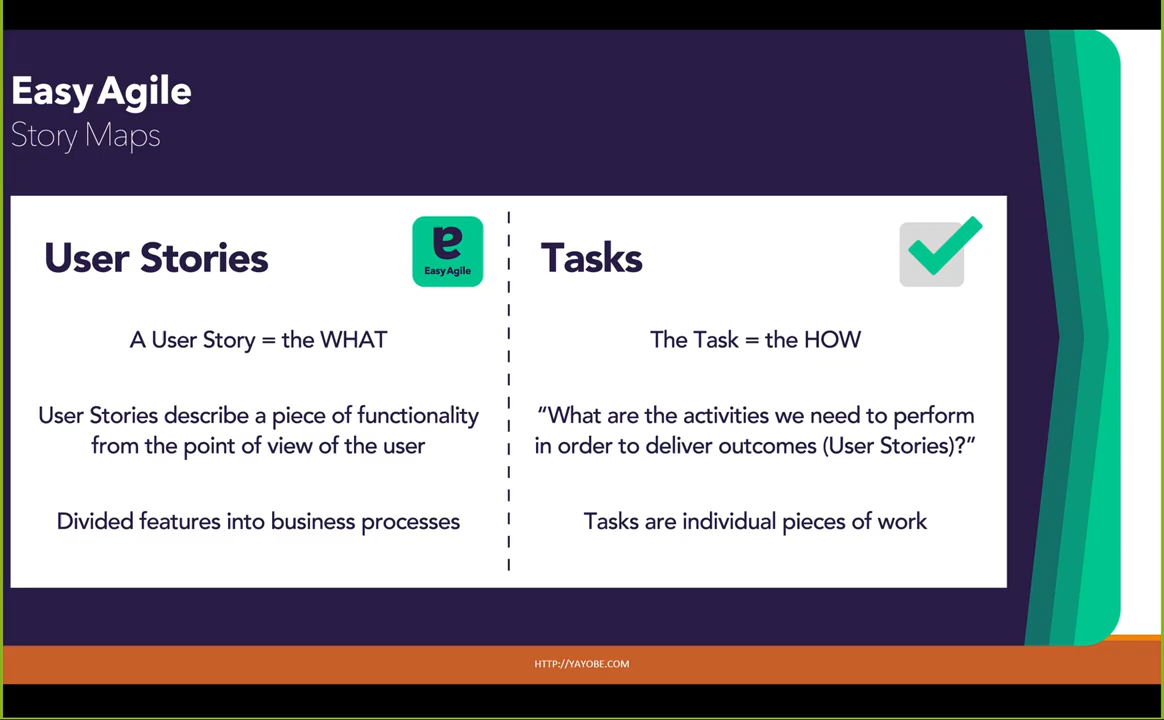 Easy Agile
Story Maps
User Stories
e
Easy Agile
A User Story = the WHAT
User Stories describe a piece of functionality
from the point of view of the user
Divided features into business processes
Tasks
The Task = the HOW
“What are the activities we need to perform
in order to deliver outcomes (User Stories)?”
Tasks are individual pieces of work
HTTP://YAYOBE.COM